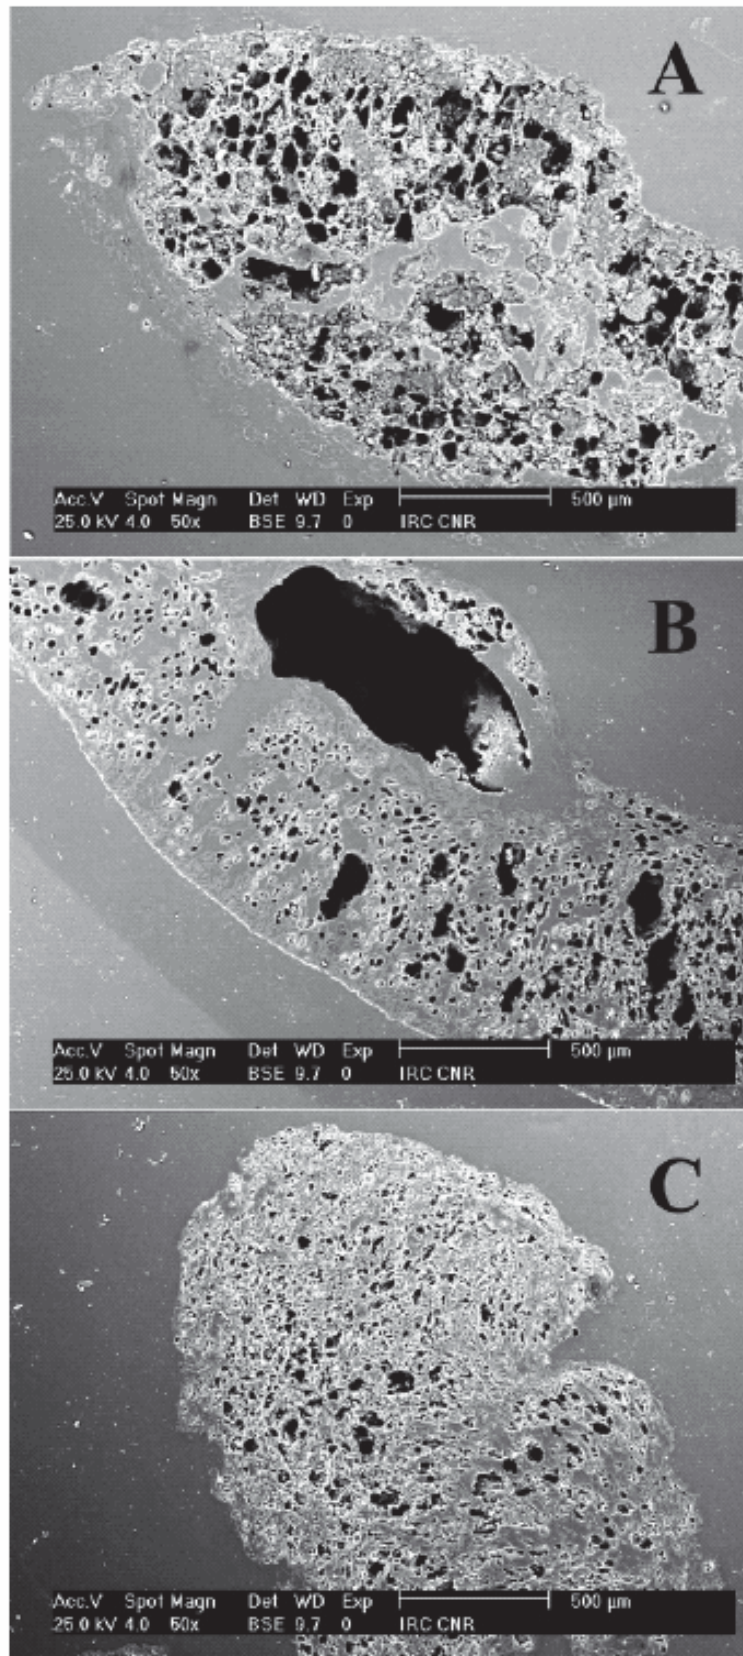 A
Acc.V Spot Magn Det WD Exp 500 µm
25.0 kV 4.0 50x BSE 9.7 0 IRC CNR
B
Acc.V Spot Magn Det WD Exp 500 µm
25.0 kV 4.0 50x BSE 9.7 0 IRC CNR
C
Acc.V Spot Magn Det WD Exp 500 µm
25.0 kV 4.0 50x BSE 9.7 0 IRC CNR